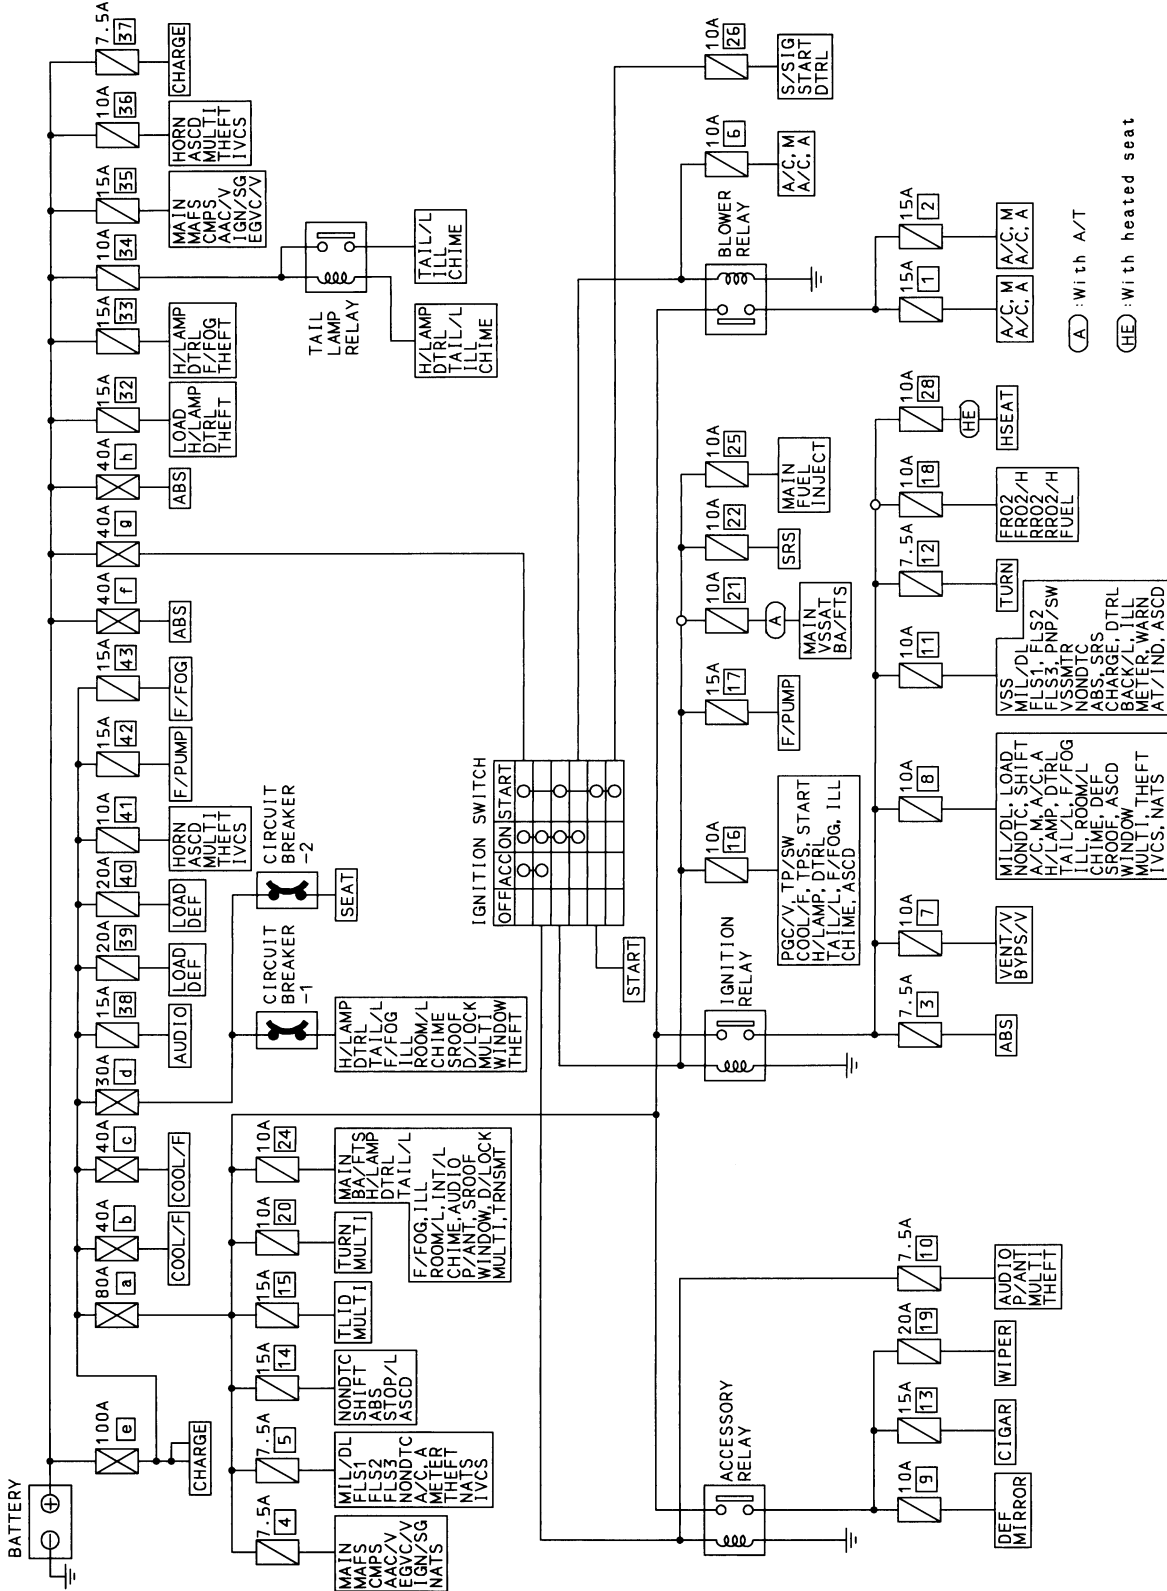 BATTERY
100A
e
CHARGE
80A
a
40A
b
COOL/F
40A
c
COOL/F
30A
d
15A
38
AUDIO
20A
39
LOAD
DEF
20A
40
LOAD
DEF
10A
41
HORN
ASCD
MULTI
THEFT
IVCS
15A
42
F/PUMP
15A
43
F/FOG
40A
f
ABS
40A
g
40A
h
ABS
15A
32
LOAD
H/LAMP
DTRL
THEFT
15A
33
H/LAMP
DTRL
F/FOG
THEFT
10A
34
15A
35
MAIN
MAFS
CMPS
AAC/V
IGN/SG
EGVC/V
10A
36
HORN
ASCD
MULTI
THEFT
IVCS
7.5A
37
CHARGE
TAIL
LAMP
RELAY
H/LAMP
DTRL
TAIL/L
ILL
CHIME
TAIL/L
ILL
CHIME
7.5A
4
MAIN
MAFS
CMPS
AAC/V
EGVC/V
IGN/SG
NATS
7.5A
5
MIL/DL
FLS1
FLS2
FLS3
NONDTC
A/C, A
METER
THEFT
NATS
IVCS
15A
14
NONDTC
SHIFT
ABS
STOP/L
ASCD
15A
15
TLID
MULTI
10A
20
TURN
MULTI
10A
24
MAIN
BA/FTS
H/LAMP
DTRL
TAIL/L
F/FOG, ILL
ROOM/L, INT/L
CHIME, AUDIO
P/ANT, SROOF
WINDOW, D/LOCK
MULTI, TRNSMT
CIRCUIT
BREAKER
-1
H/LAMP
DTRL
TAIL/L
F/FOG
ILL
ROOM/L
CHIME
SROOF
D/LOCK
MULTI
WINDOW
THEFT
CIRCUIT
BREAKER
-2
SEAT
IGNITION SWITCH
OFF ACC ON START
START
ACCESSORY
RELAY
10A
9
DEF
MIRROR
15A
13
CIGAR
20A
19
WIPER
7.5A
10
AUDIO
P/ANT
MULTI
THEFT
IGNITION
RELAY
10A
16
PGC/V, TP/SW
COOL/F, TPS, START
H/LAMP, DTRL
TAIL/L, F/FOG, ILL
CHIME, ASCD
15A
17
F/PUMP
10A
21
A
MAIN
VSSAT
BA/FTS
10A
22
SRS
10A
25
MAIN
FUEL
INJECT
7.5A
3
ABS
10A
7
VENT/V
BYPS/V
10A
8
MIL/DL, LOAD
NONDTC, SHIFT
A/C, M, A/C, A
H/LAMP, DTRL
TAIL/L, F/FOG
ILL, ROOM/L
CHIME, DEF
SROOF, ASCD
WINDOW
MULTI, THEFT
IVCS, NATS
10A
11
VSS
MIL/DL
FLS1, FLS2
FLS3, PNP/SW
VSSMTR
NONDTC
ABS, SRS
CHARGE, DTRL
BACK/L, ILL
METER, WARN
AT/IND, ASCD
7.5A
12
TURN
10A
18
FRO2
FRO2/H
RRO2
RRO2/H
FUEL
10A
28
HE
HSEAT
BLOWER
RELAY
10A
6
A/C, M
A/C, A
10A
26
S/SIG
START
DTRL
15A
1
A/C, M
A/C, A
15A
2
A/C, M
A/C, A
A :With A/T
HE :With heated seat